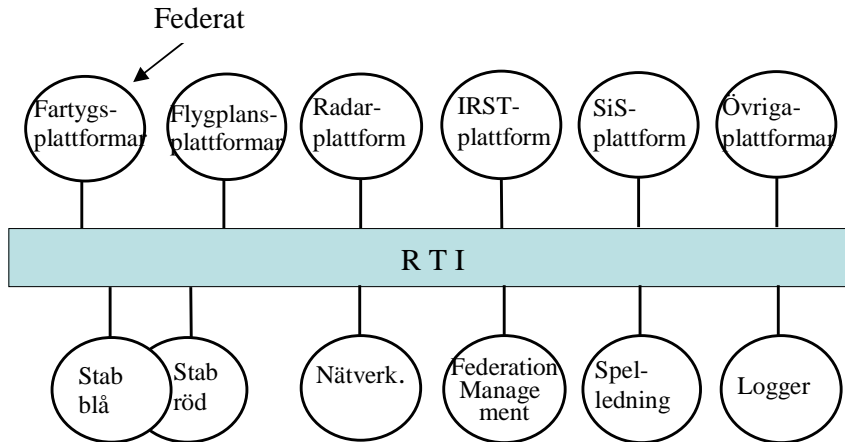 Federat
Fartygs-
plattformar
Flygplans-
plattformar
Radar-
plattform
IRST-
plattform
SiS-
plattform
Övriga-
plattformar
R T I
Stab
blå
Stab
röd
Nätverk.
Federation
Manage
ment
Spel-
ledning
Logger